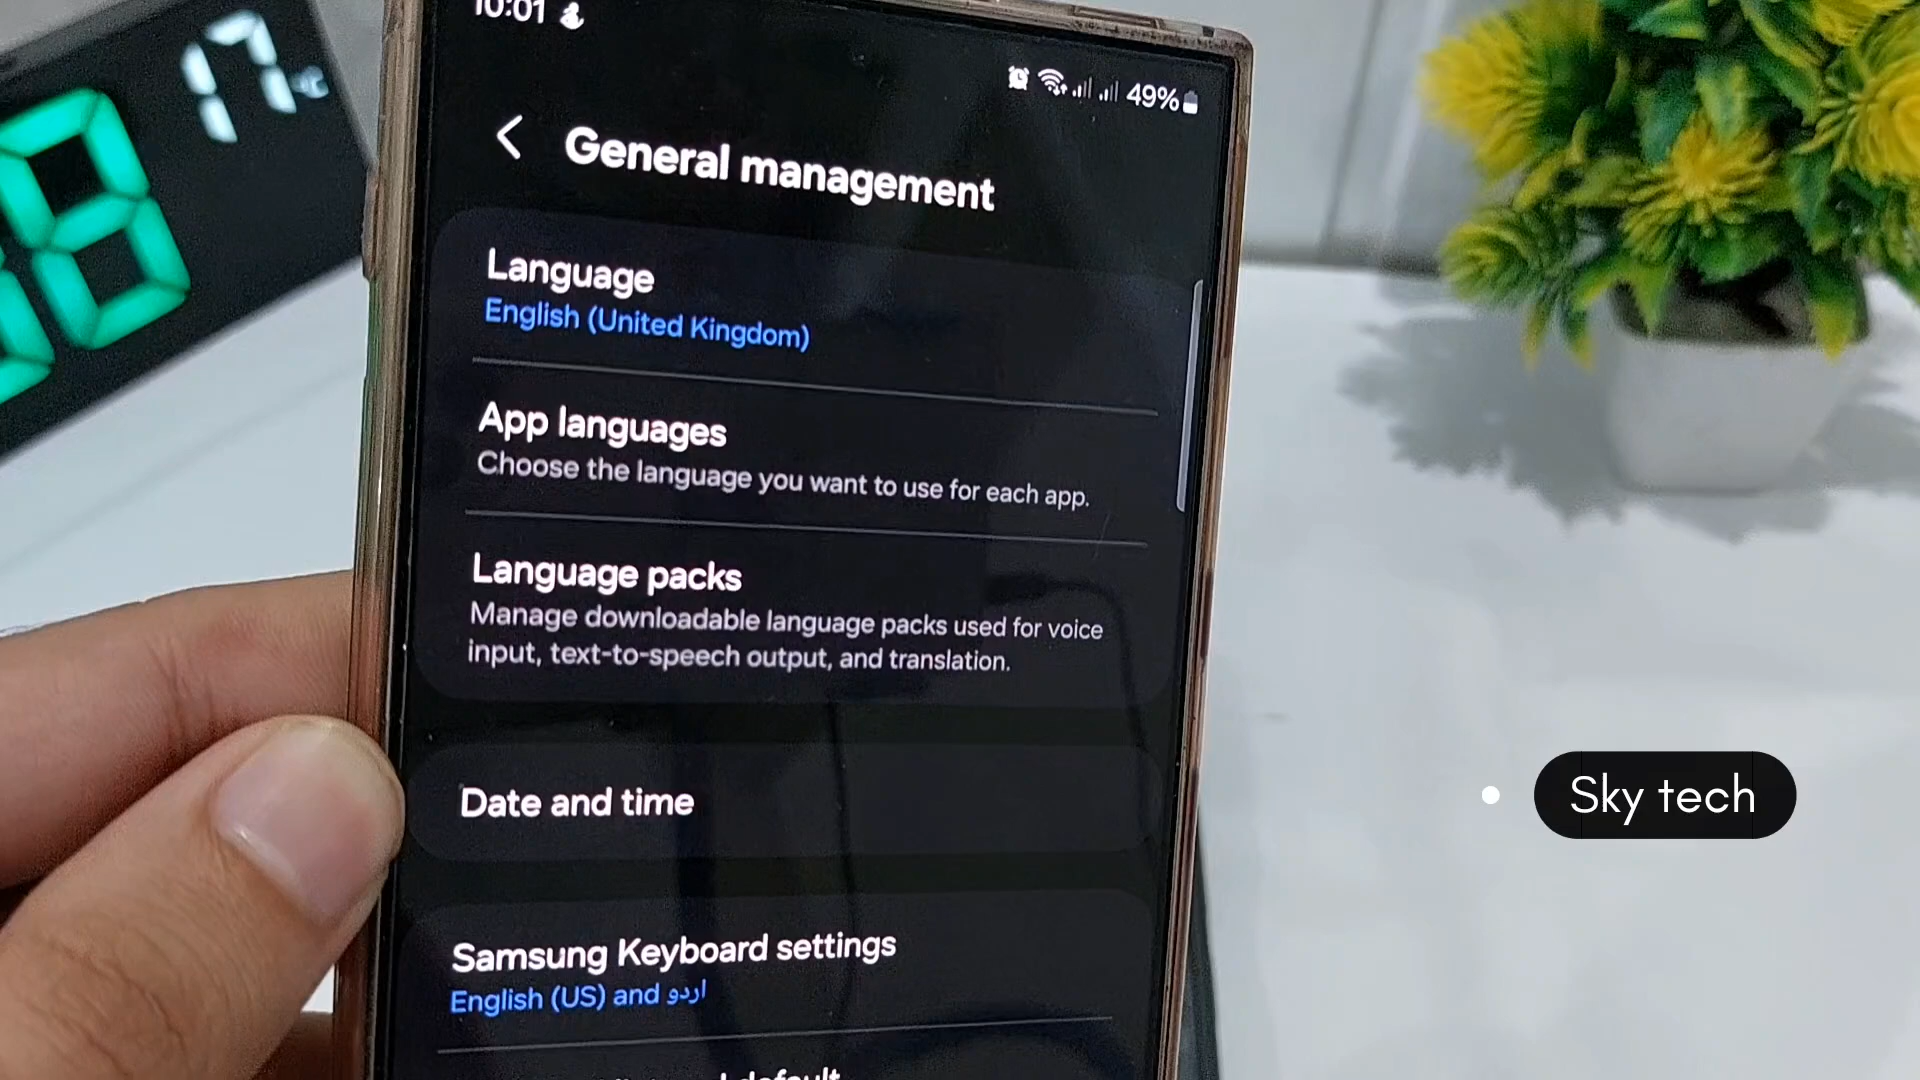 10:01
17°C
49%
8
General management
Language
English (United Kingdom)
App languages
Choose the language you want to use for each app.
Language packs
Manage downloadable language packs used for voice
input, text-to-speech output, and translation.
Date and time
Sky tech
Samsung Keyboard settings
English (US) and اردو
default